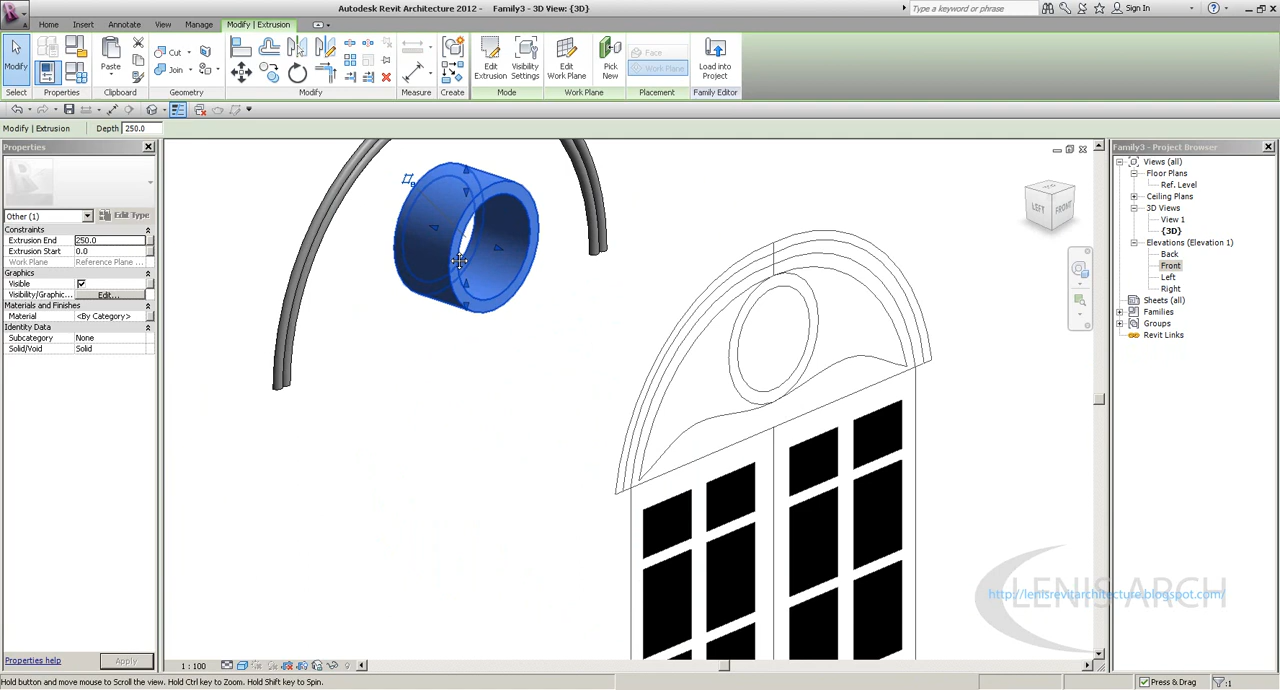 Autodesk Revit Architecture 2012 - Family3 - 3D View: {3D}
Type a keyword or phrase
Sign In
Home Insert Annotate View Manage Modify | Extrusion
Modify
Paste
Cut
Join
Edit Extrusion
Visibility Settings
Edit Work Plane
Pick New
Face
Work Plane
Load into Project
Properties Clipboard Geometry Modify Measure Create Mode Work Plane Placement Family Editor
Modify | Extrusion Depth 250.0
Properties
Other (1) Edit Type
Constraints
Extrusion End 250.0
Extrusion Start 0.0
Work Plane Reference Plane
Graphics
Visible
Visibility/Graphic... Edit...
Materials and Finishes
Material <By Category>
Identity Data
Subcategory None
Solid/Void Solid
Properties help Apply
LEFT FRONT
Family3 - Project Browser
Views (all)
Floor Plans
Ref. Level
Ceiling Plans
3D Views
View 1
{3D}
Elevations (Elevation 1)
Back
Front
Left
Right
Sheets (all)
Families
Groups
Revit Links
LENIS ARCH
http://lenisrevitarchitecture.blogspot.com/
1 : 100
Hold button and move mouse to Scroll the view. Hold Ctrl key to Zoom. Hold Shift key to Spin.
Press & Drag
:1